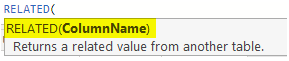 RELATED(
RELATED(ColumnName)
Returns a related value from another table.